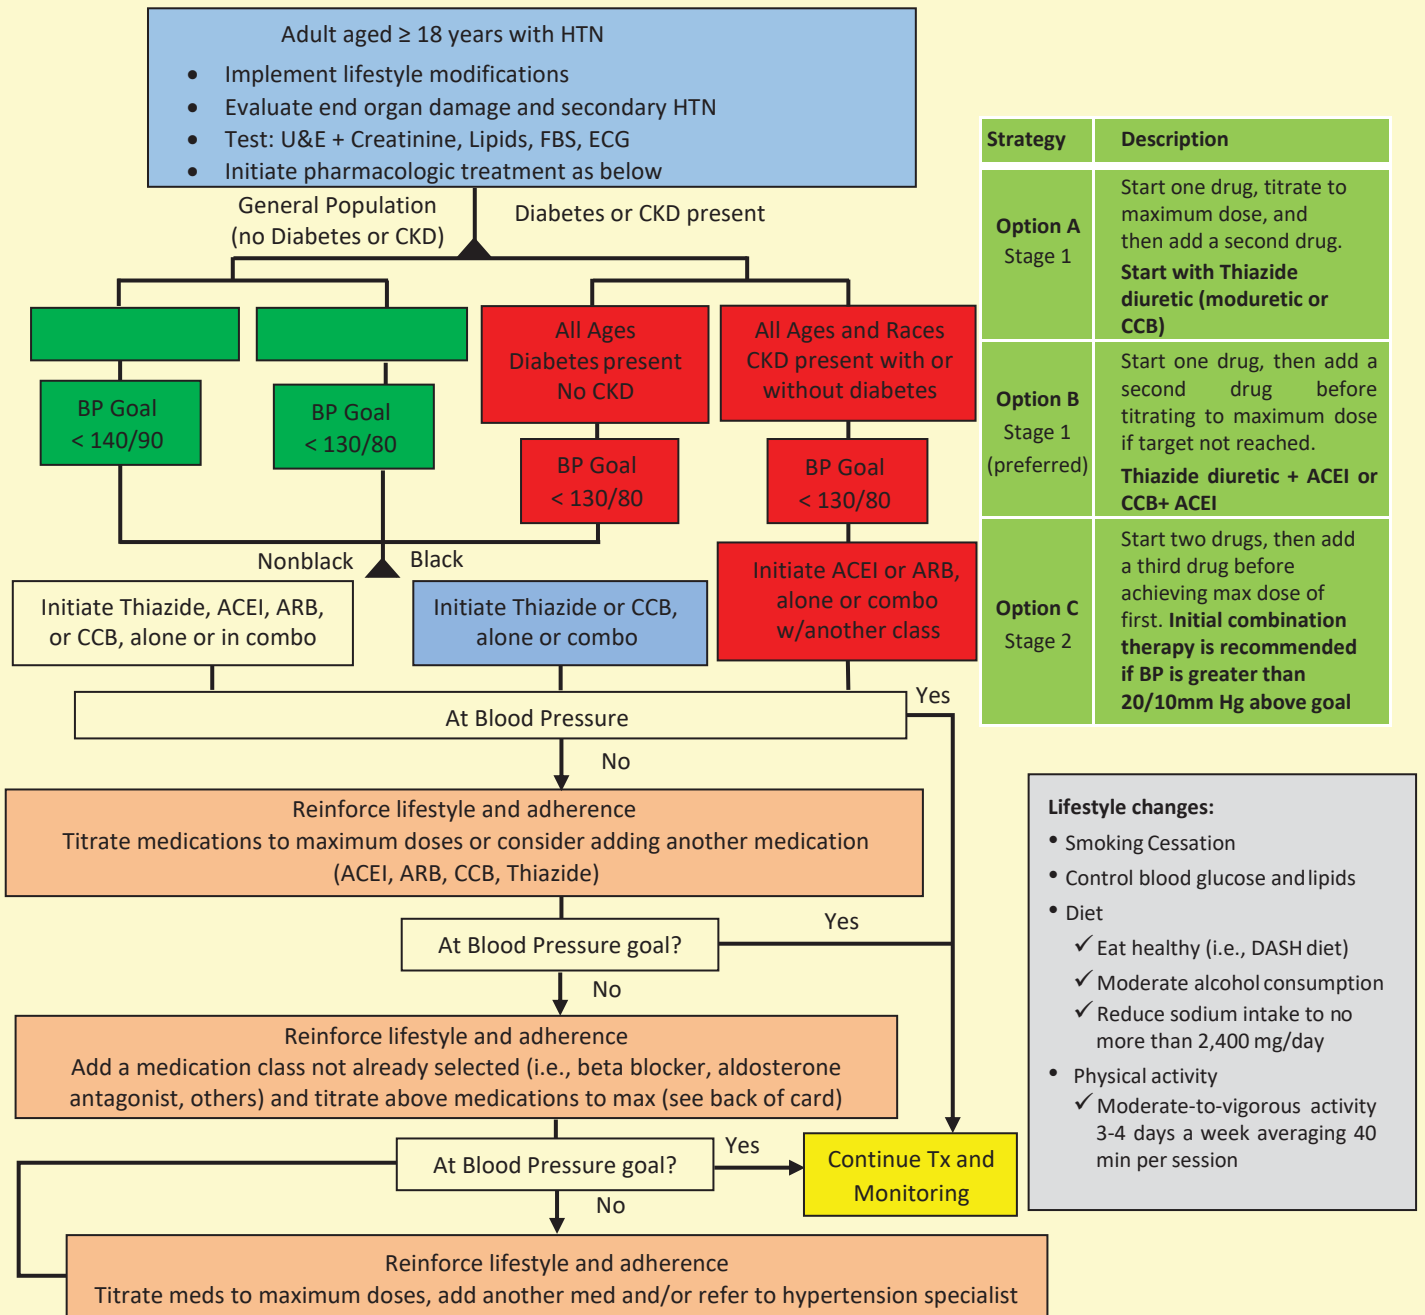 Adult aged ≥ 18 years with HTN
• Implement lifestyle modifications
• Evaluate end organ damage and secondary HTN
• Test: U&E + Creatinine, Lipids, FBS, ECG
• Initiate pharmacologic treatment as below
General Population
(no Diabetes or CKD)
Diabetes or CKD present
All Ages
Diabetes present
No CKD
All Ages and Races
CKD present with or
without diabetes
BP Goal
< 140/90
BP Goal
< 130/80
BP Goal
< 130/80
BP Goal
< 130/80
Nonblack
Black
Initiate Thiazide, ACEI, ARB,
or CCB, alone or in combo
Initiate Thiazide or CCB,
alone or combo
Initiate ACEI or ARB,
alone or combo
w/another class
At Blood Pressure
Yes
No
Reinforce lifestyle and adherence
Titrate medications to maximum doses or consider adding another medication
(ACEI, ARB, CCB, Thiazide)
At Blood Pressure goal?
Yes
No
Reinforce lifestyle and adherence
Add a medication class not already selected (i.e., beta blocker, aldosterone
antagonist, others) and titrate above medications to max (see back of card)
At Blood Pressure goal?
Yes
Continue Tx and
Monitoring
No
Reinforce lifestyle and adherence
Titrate meds to maximum doses, add another med and/or refer to hypertension specialist
Strategy
Description
Option A
Stage 1
Start one drug, titrate to
maximum dose, and
then add a second drug.
Start with Thiazide
diuretic (moduretic or
CCB)
Option B
Stage 1
(preferred)
Start one drug, then add a
second drug before
titrating to maximum dose
if target not reached.
Thiazide diuretic + ACEI or
CCB+ ACEI
Option C
Stage 2
Start two drugs, then add
a third drug before
achieving max dose of
first. Initial combination
therapy is recommended
if BP is greater than
20/10mm Hg above goal
Lifestyle changes:
• Smoking Cessation
• Control blood glucose and lipids
• Diet
✓ Eat healthy (i.e., DASH diet)
✓ Moderate alcohol consumption
✓ Reduce sodium intake to no
more than 2,400 mg/day
• Physical activity
✓ Moderate-to-vigorous activity
3-4 days a week averaging 40
min per session